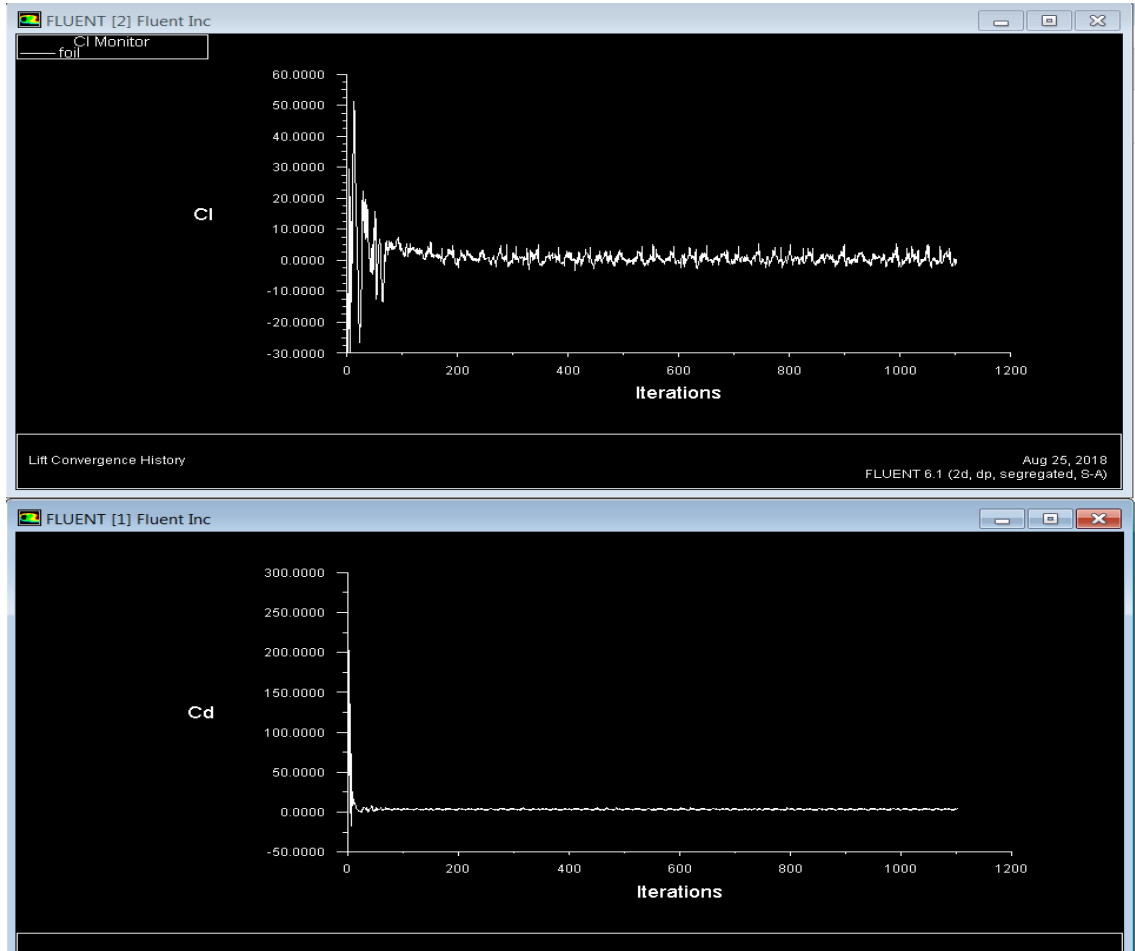 FLUENT [2] Fluent Inc
Cl Monitor
foil
60.0000
50.0000
40.0000
30.0000
20.0000
10.0000
0.0000
-10.0000
-20.0000
-30.0000
Cl
0 200 400 600 800 1000 1200
Iterations
Lift Convergence History
Aug 25, 2018
FLUENT 6.1 (2d, dp, segregated, S-A)
FLUENT [1] Fluent Inc
300.0000
250.0000
200.0000
150.0000
100.0000
50.0000
0.0000
-50.0000
Cd
0 200 400 600 800 1000 1200
Iterations